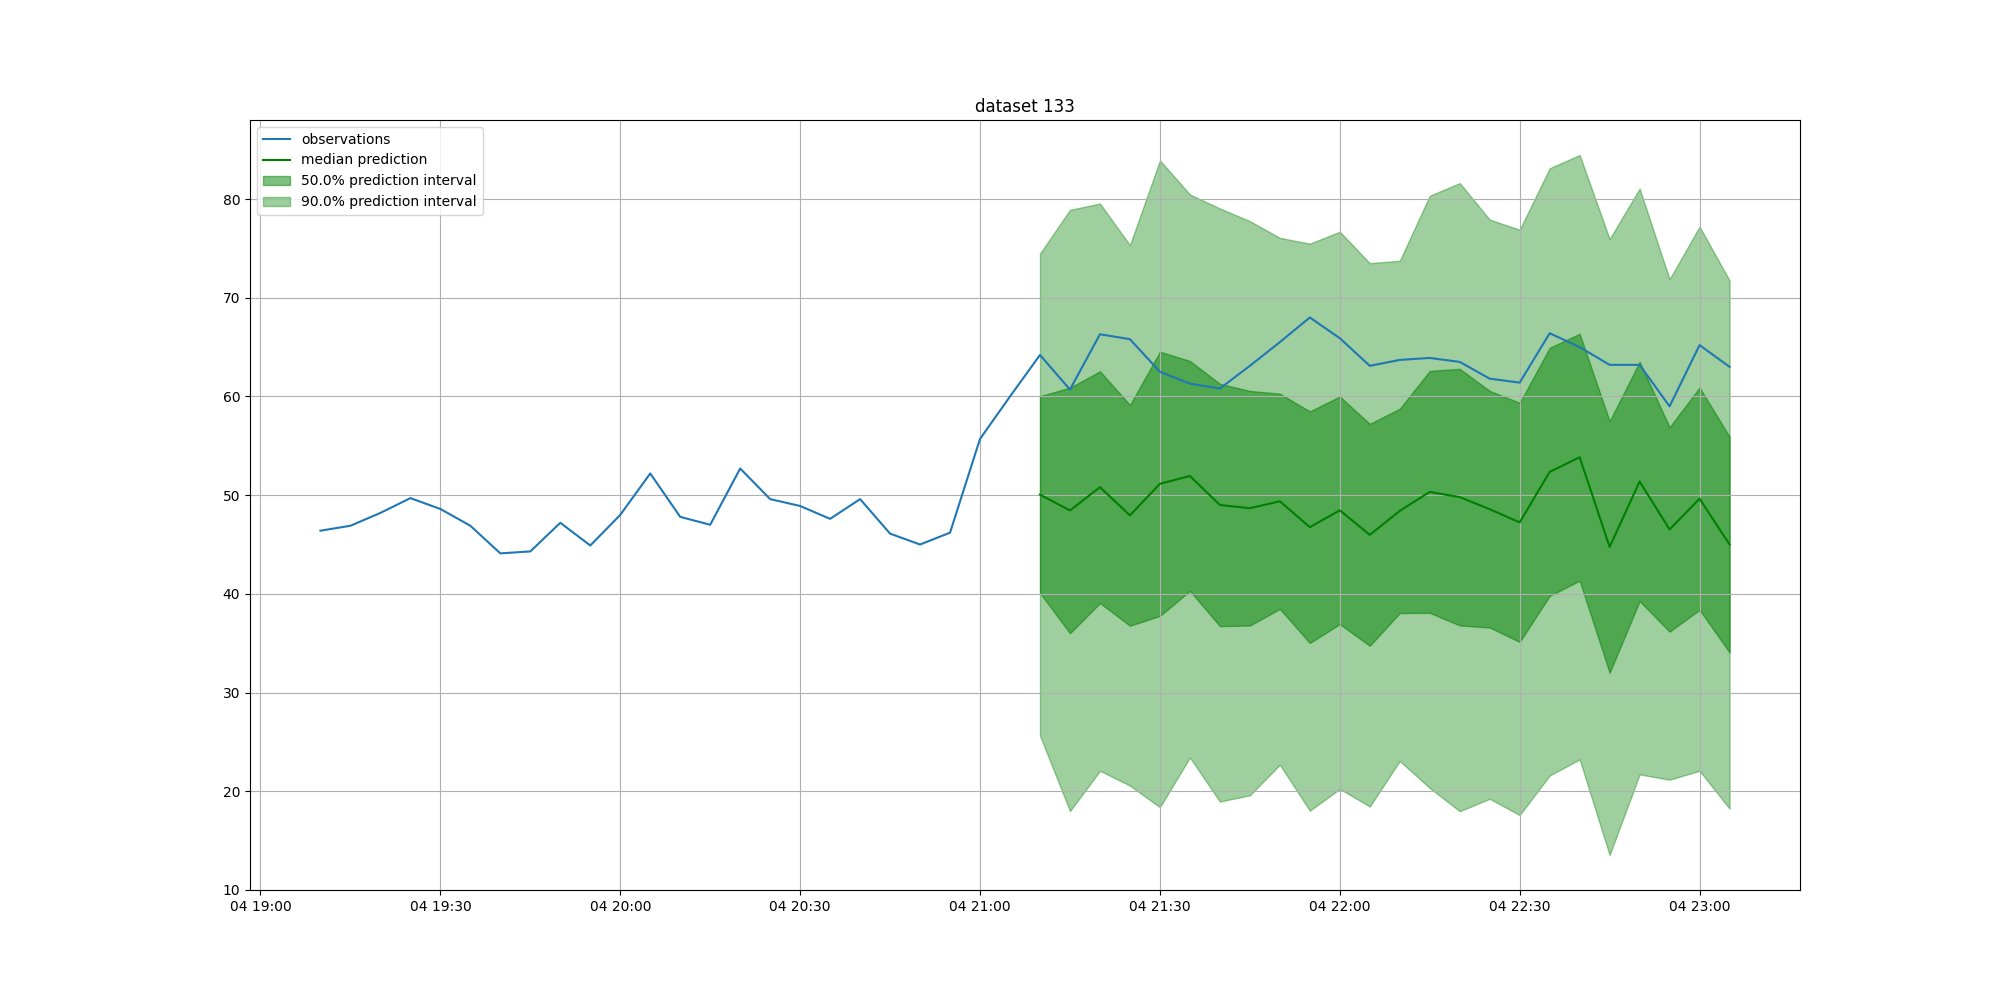 dataset 133
observations
median prediction
50.0% prediction interval
90.0% prediction interval
80
70
60
50
40
30
20
10
04 19:00 04 19:30 04 20:00 04 20:30 04 21:00 04 21:30 04 22:00 04 22:30 04 23:00